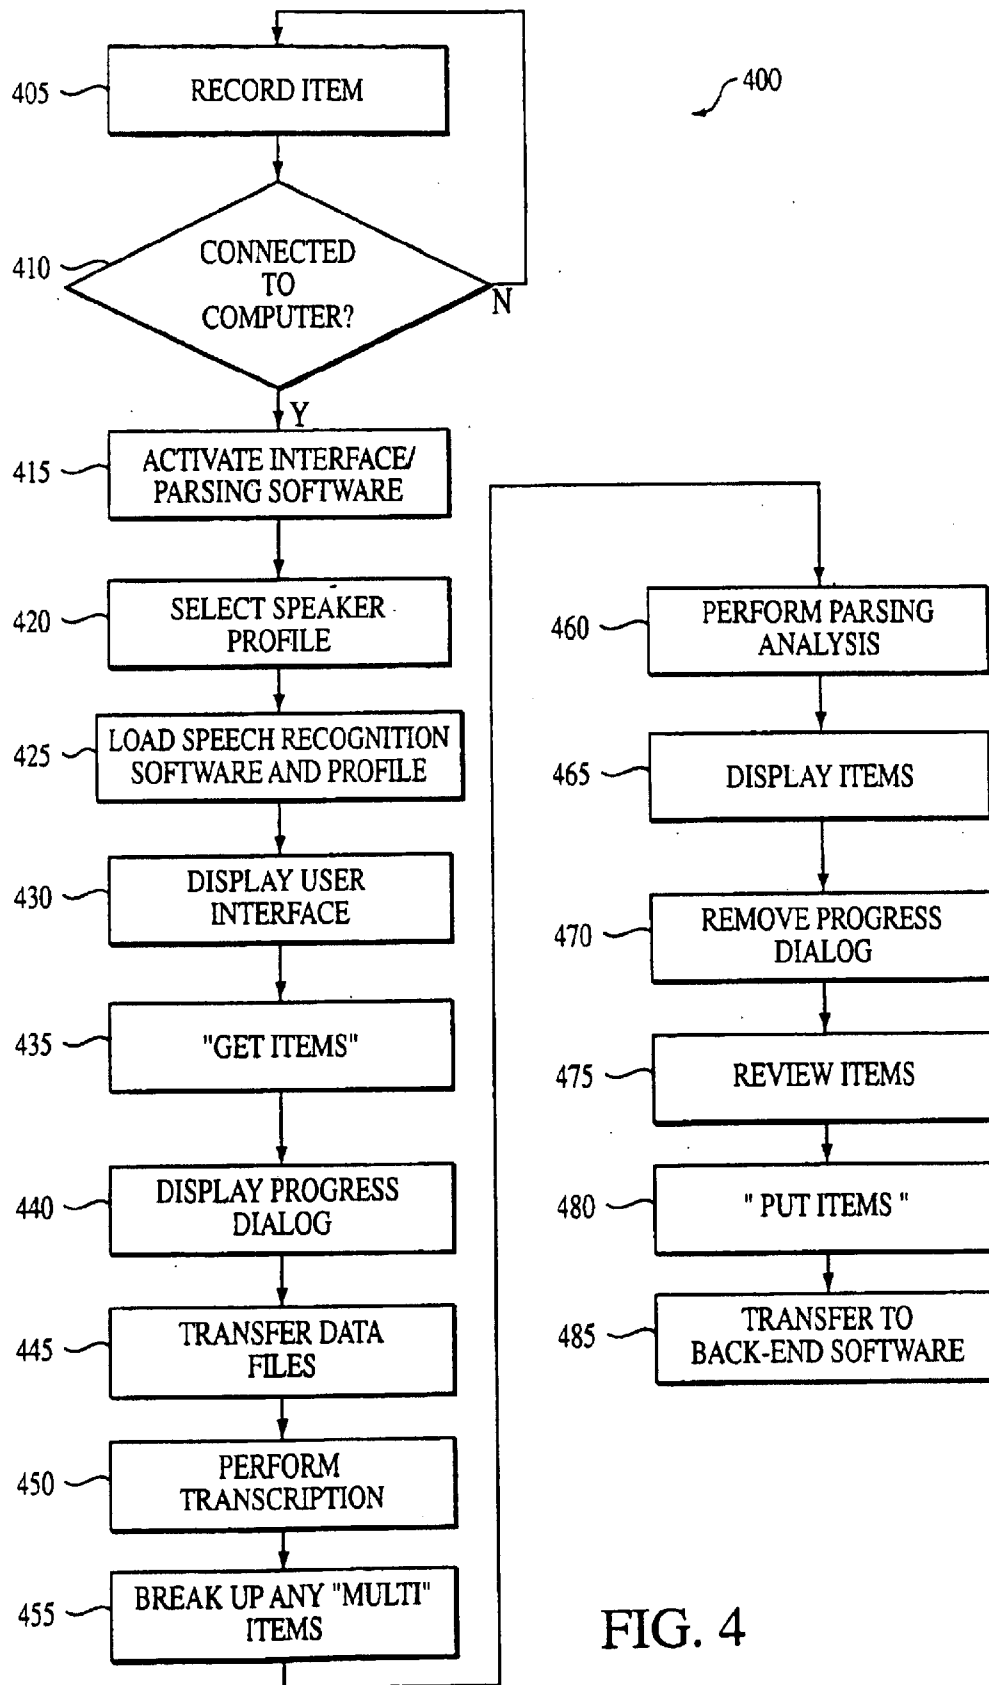 405
RECORD ITEM
400
410
CONNECTED
TO
COMPUTER?
N
Y
415
ACTIVATE INTERFACE/
PARSING SOFTWARE
420
SELECT SPEAKER
PROFILE
425
LOAD SPEECH RECOGNITION
SOFTWARE AND PROFILE
430
DISPLAY USER
INTERFACE
435
"GET ITEMS"
440
DISPLAY PROGRESS
DIALOG
445
TRANSFER DATA
FILES
450
PERFORM
TRANSCRIPTION
455
BREAK UP ANY "MULTI"
ITEMS
460
PERFORM PARSING
ANALYSIS
465
DISPLAY ITEMS
470
REMOVE PROGRESS
DIALOG
475
REVIEW ITEMS
480
" PUT ITEMS "
485
TRANSFER TO
BACK-END SOFTWARE
FIG. 4